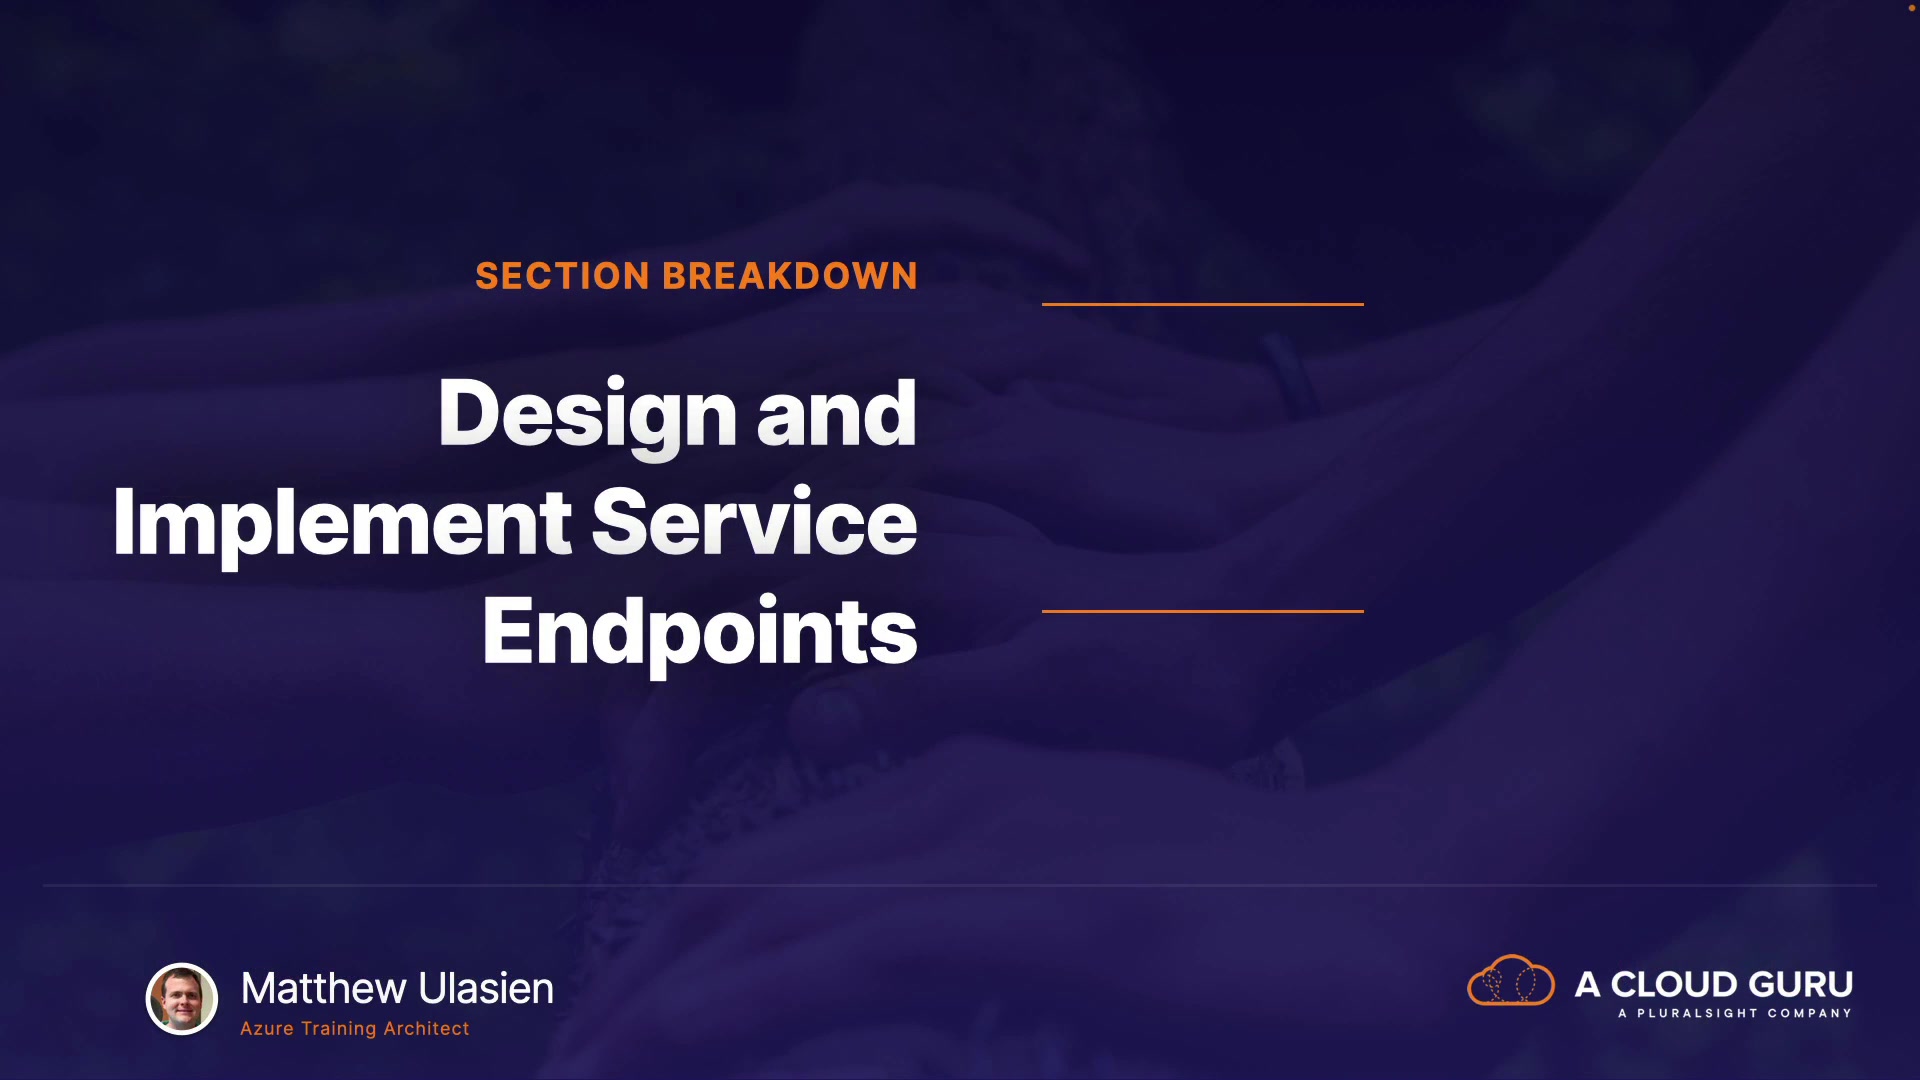 SECTION BREAKDOWN
Design and
Implement Service
Endpoints
Matthew Ulasien
Azure Training Architect
A CLOUD GURU
A PLURALSIGHT COMPANY